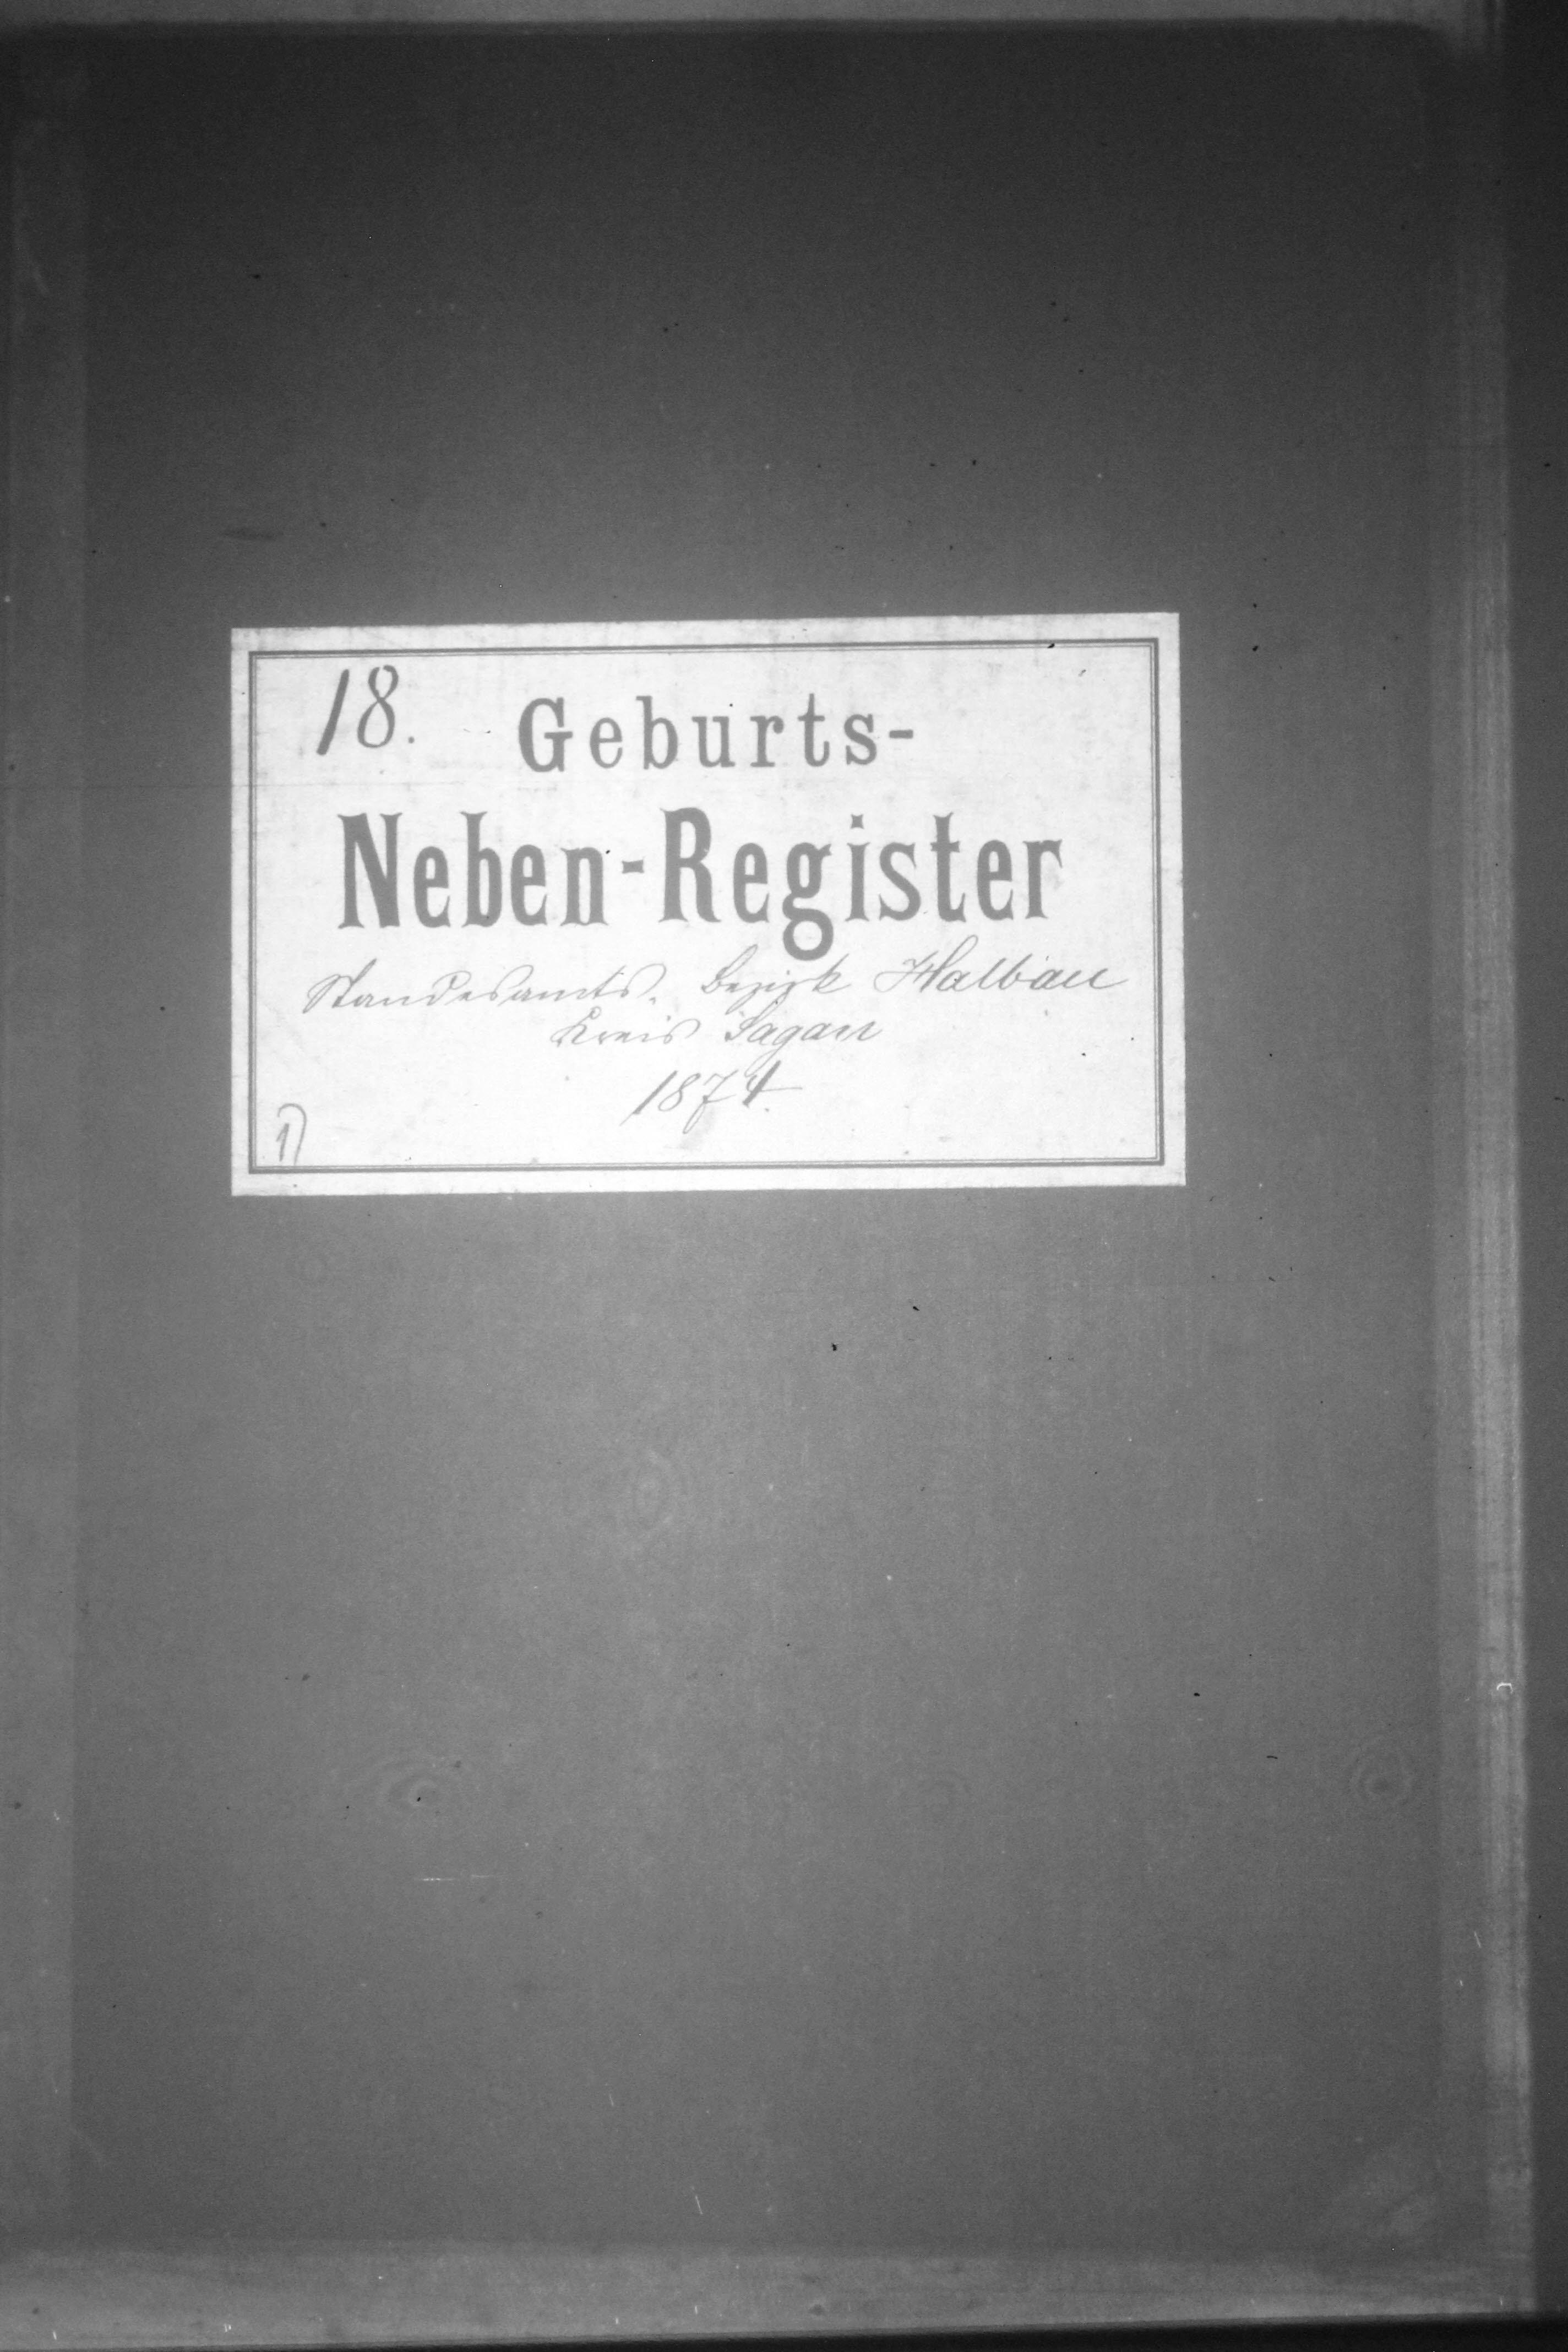 18. Geburts-
Neben-Register
Standesamts-Bezirk Halbau
Kreis Sagan
1874.
1)